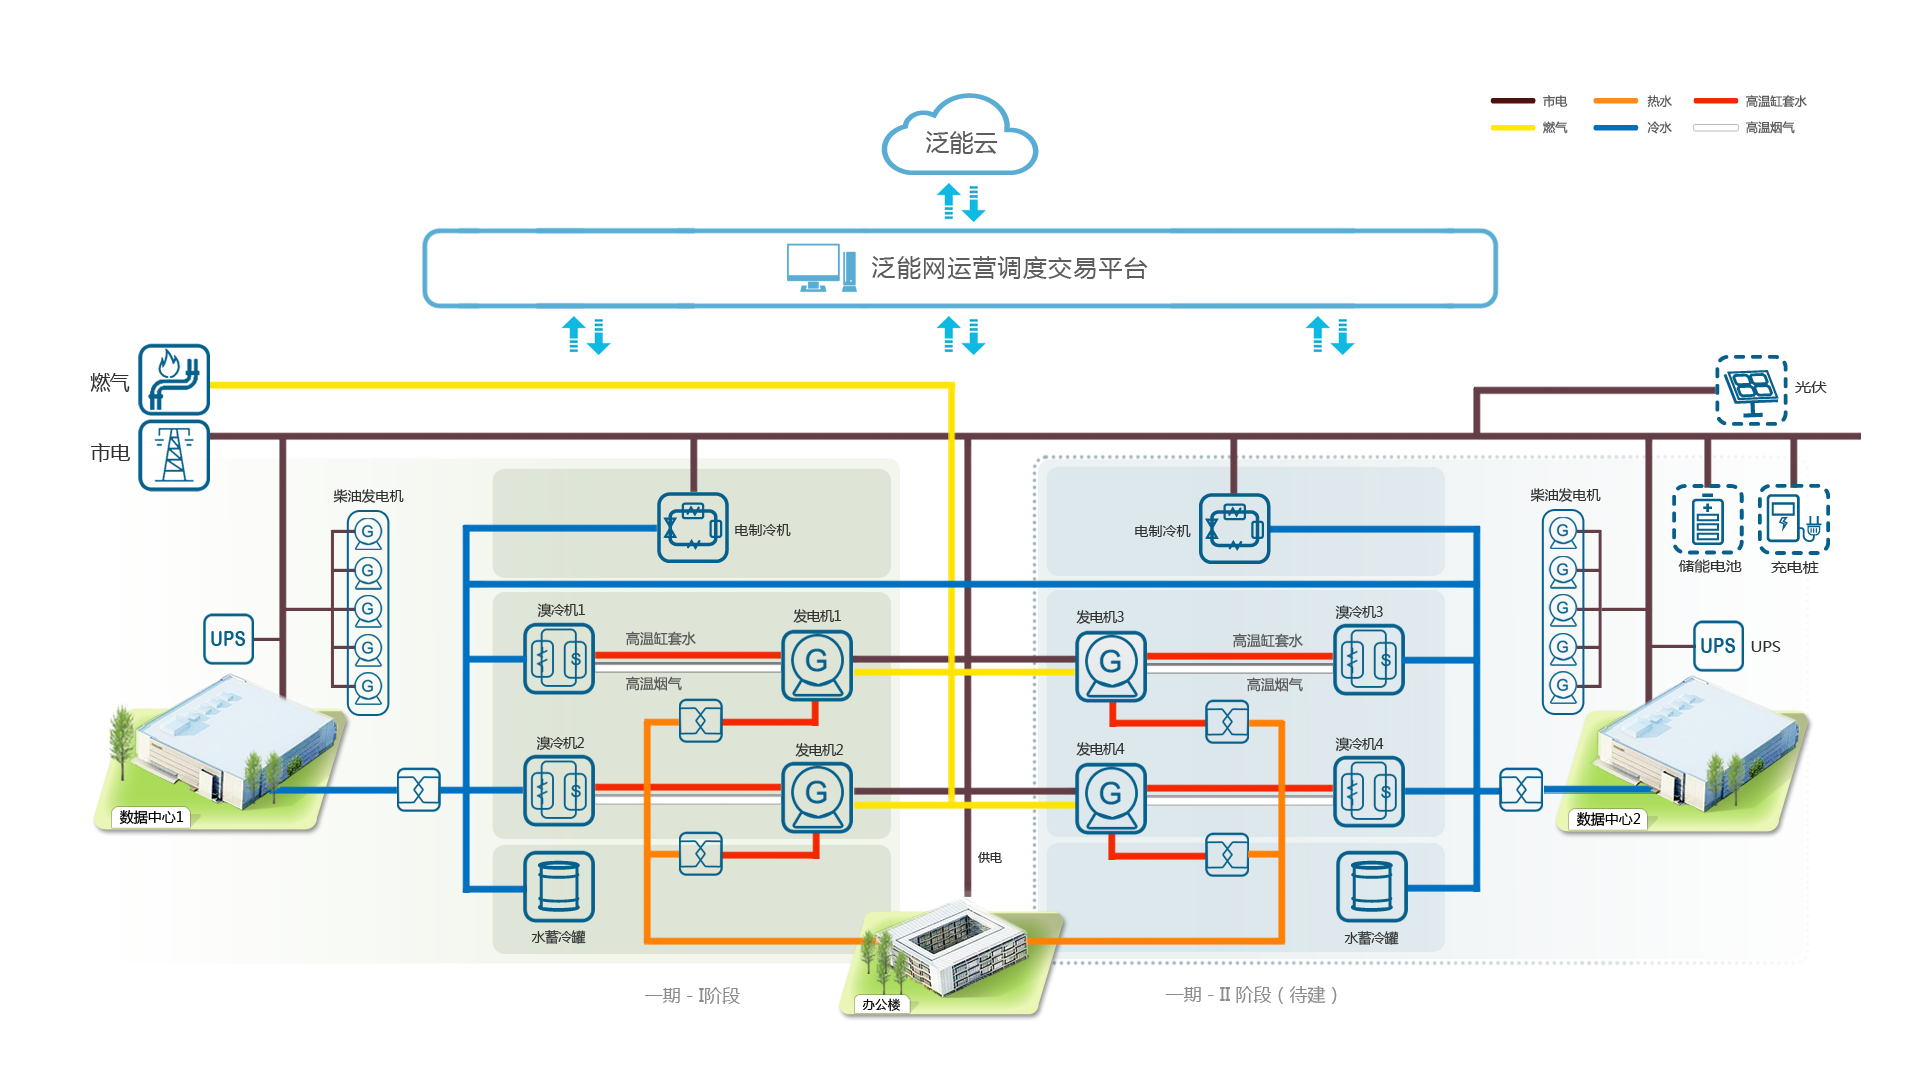 泛能云
市电
热水
高温缸套水
燃气
冷水
高温烟气
泛能网运营调度交易平台
燃气
市电
光伏
柴油发电机
G
G
G
G
G
UPS
电制冷机
电制冷机
柴油发电机
G
G
G
G
G
储能电池
充电桩
UPS
UPS
溴冷机1
S
高温缸套水
高温烟气
发电机1
G
发电机3
G
高温缸套水
高温烟气
溴冷机3
S
溴冷机2
S
发电机2
G
发电机4
G
溴冷机4
S
数据中心1
数据中心2
供电
水蓄冷罐
水蓄冷罐
办公楼
一期 - I阶段
一期 - II 阶段（待建）